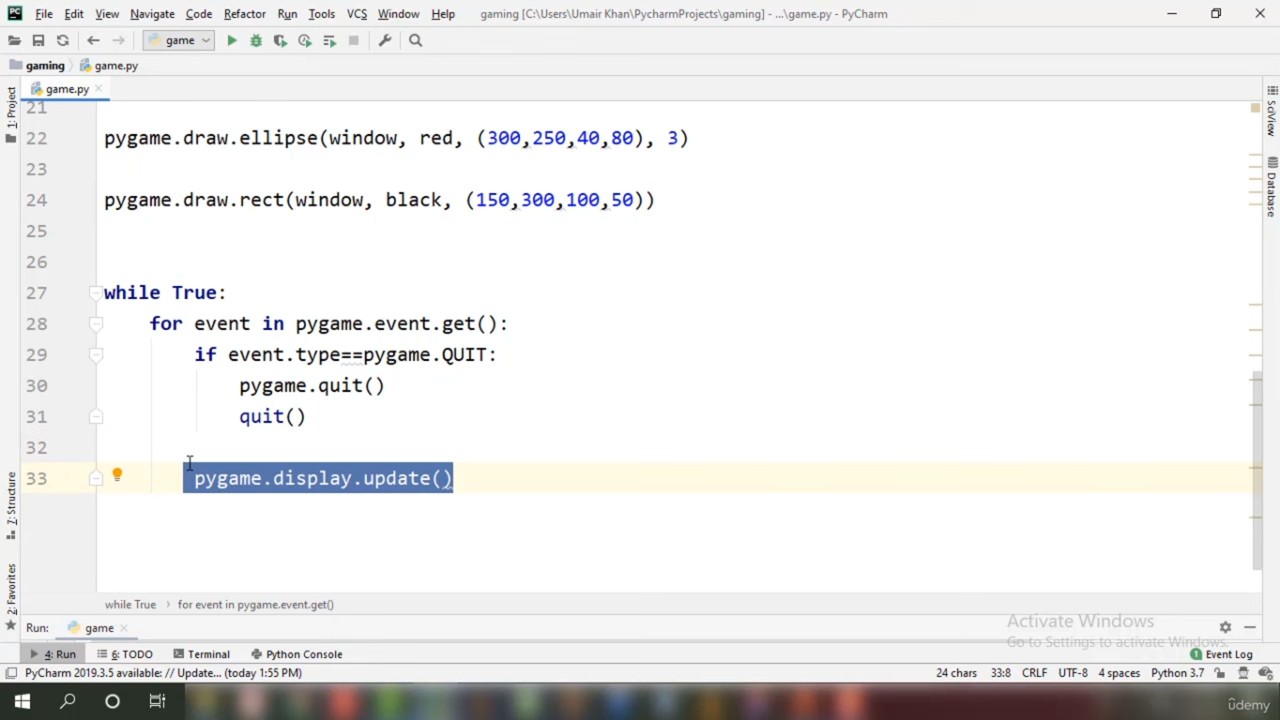 File Edit View Navigate Code Refactor Run Tools VCS Window Help gaming [C:\Users\Umair Khan\PycharmProjects\gaming] - ...\game.py - PyCharm
game
gaming game.py
game.py
1: Project
SciView
Database
21
22 pygame.draw.ellipse(window, red, (300,250,40,80), 3)
23
24 pygame.draw.rect(window, black, (150,300,100,50))
25
26
27 while True:
28 for event in pygame.event.get():
29 if event.type==pygame.QUIT:
30 pygame.quit()
31 quit()
32
33 pygame.display.update()
7: Structure
2: Favorites
while True for event in pygame.event.get()
Activate Windows
Go to Settings to activate Windows.
Run: game
4: Run 6: TODO Terminal Python Console 1 Event Log
PyCharm 2019.3.5 available: // Update... (today 1:55 PM) 24 chars 33:8 CRLF UTF-8 4 spaces Python 3.7
ûdemy